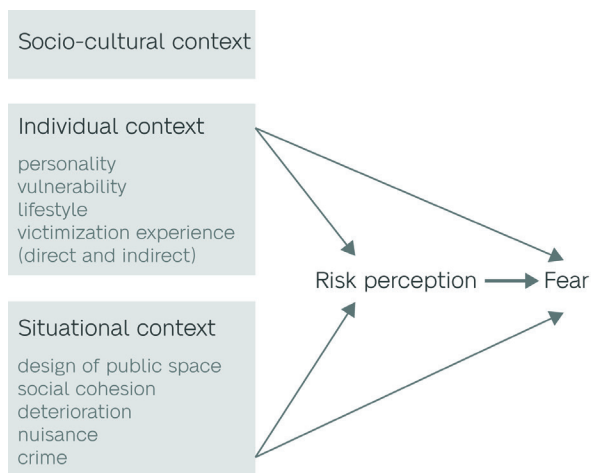 Socio-cultural context
Individual context
personality
vulnerability
lifestyle
victimization experience
(direct and indirect)
Risk perception
Fear
Situational context
design of public space
social cohesion
deterioration
nuisance
crime